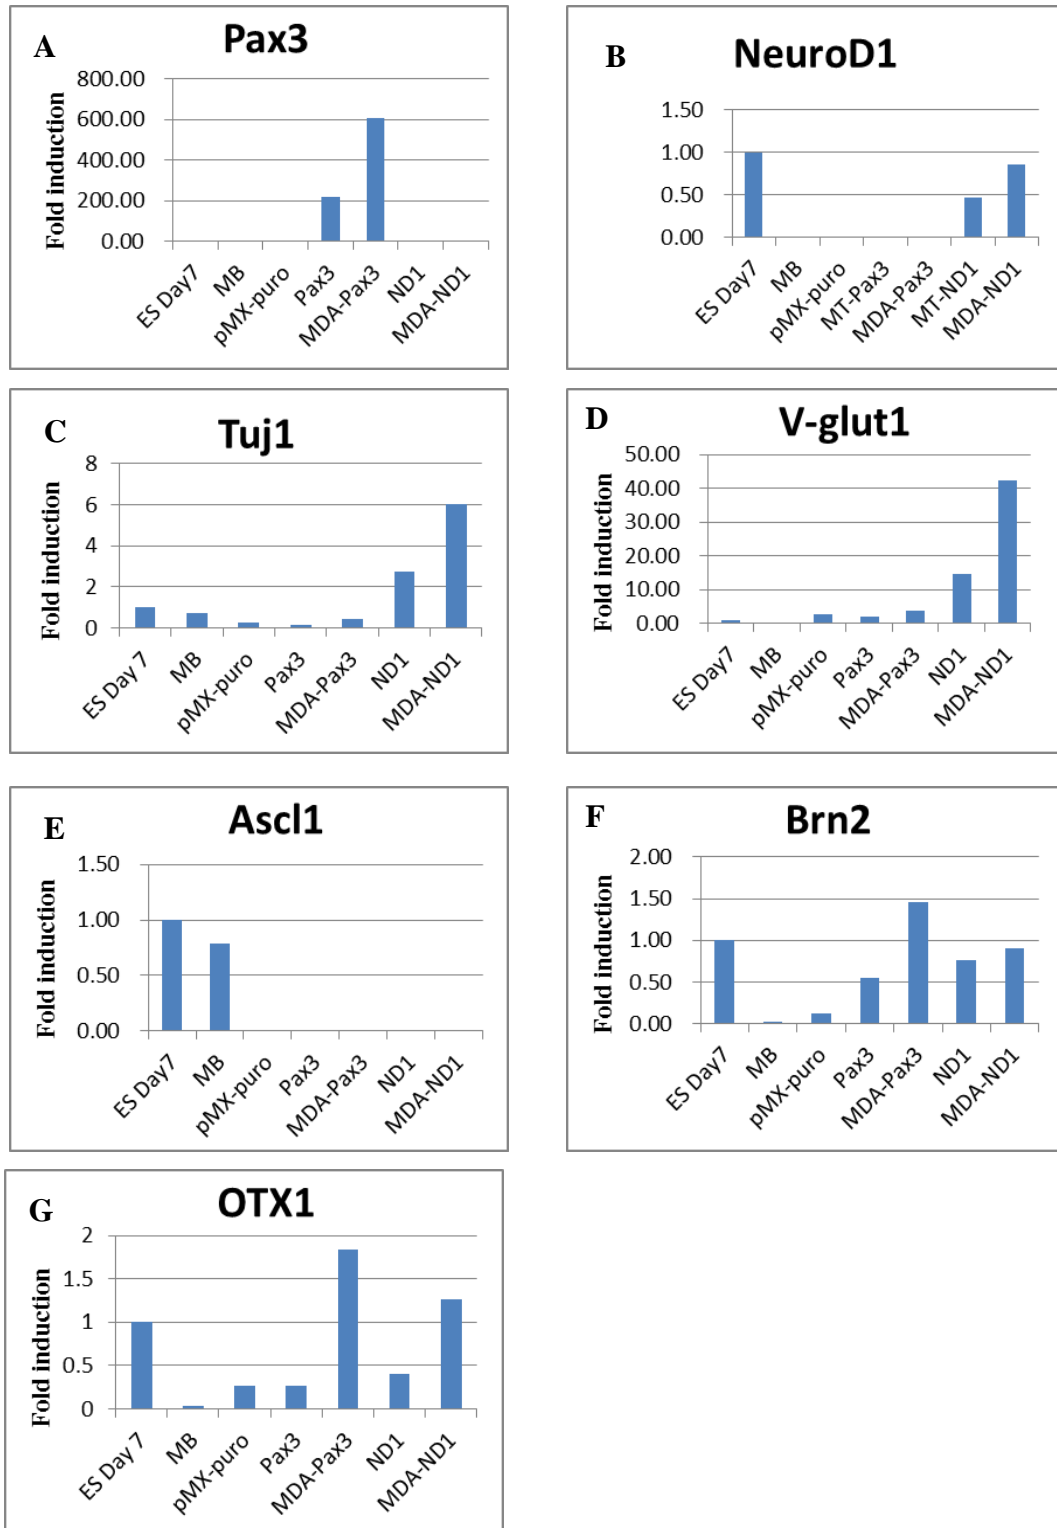 A
Pax3
Fold induction
800.00
600.00
400.00
200.00
0.00
ES Day7
MB
pMX-puro
Pax3
MDA-Pax3
ND1
MDA-ND1
B
NeuroD1
1.50
1.00
0.50
0.00
ES Day7
MB
pMX-puro
MT-Pax3
MDA-Pax3
MT-ND1
MDA-ND1
C
Tuj1
Fold induction
8
6
4
2
0
ES Day 7
MB
pMX-puro
Pax3
MDA-Pax3
ND1
MDA-ND1
D
V-glut1
Fold induction
50.00
40.00
30.00
20.00
10.00
0.00
ES Day7
MB
pMX-puro
Pax3
MDA-Pax3
ND1
MDA-ND1
E
Ascl1
Fold induction
1.50
1.00
0.50
0.00
ES Day7
MB
pMX-puro
Pax3
MDA-Pax3
ND1
MDA-ND1
F
Brn2
Fold induction
2.00
1.50
1.00
0.50
0.00
ES Day7
MB
pMX-puro
Pax3
MDA-Pax3
ND1
MDA-ND1
G
OTX1
Fold induction
2
1.5
1
0.5
0
ES Day 7
MB
pMX-puro
Pax3
MDA-Pax3
ND1
MDA-ND1